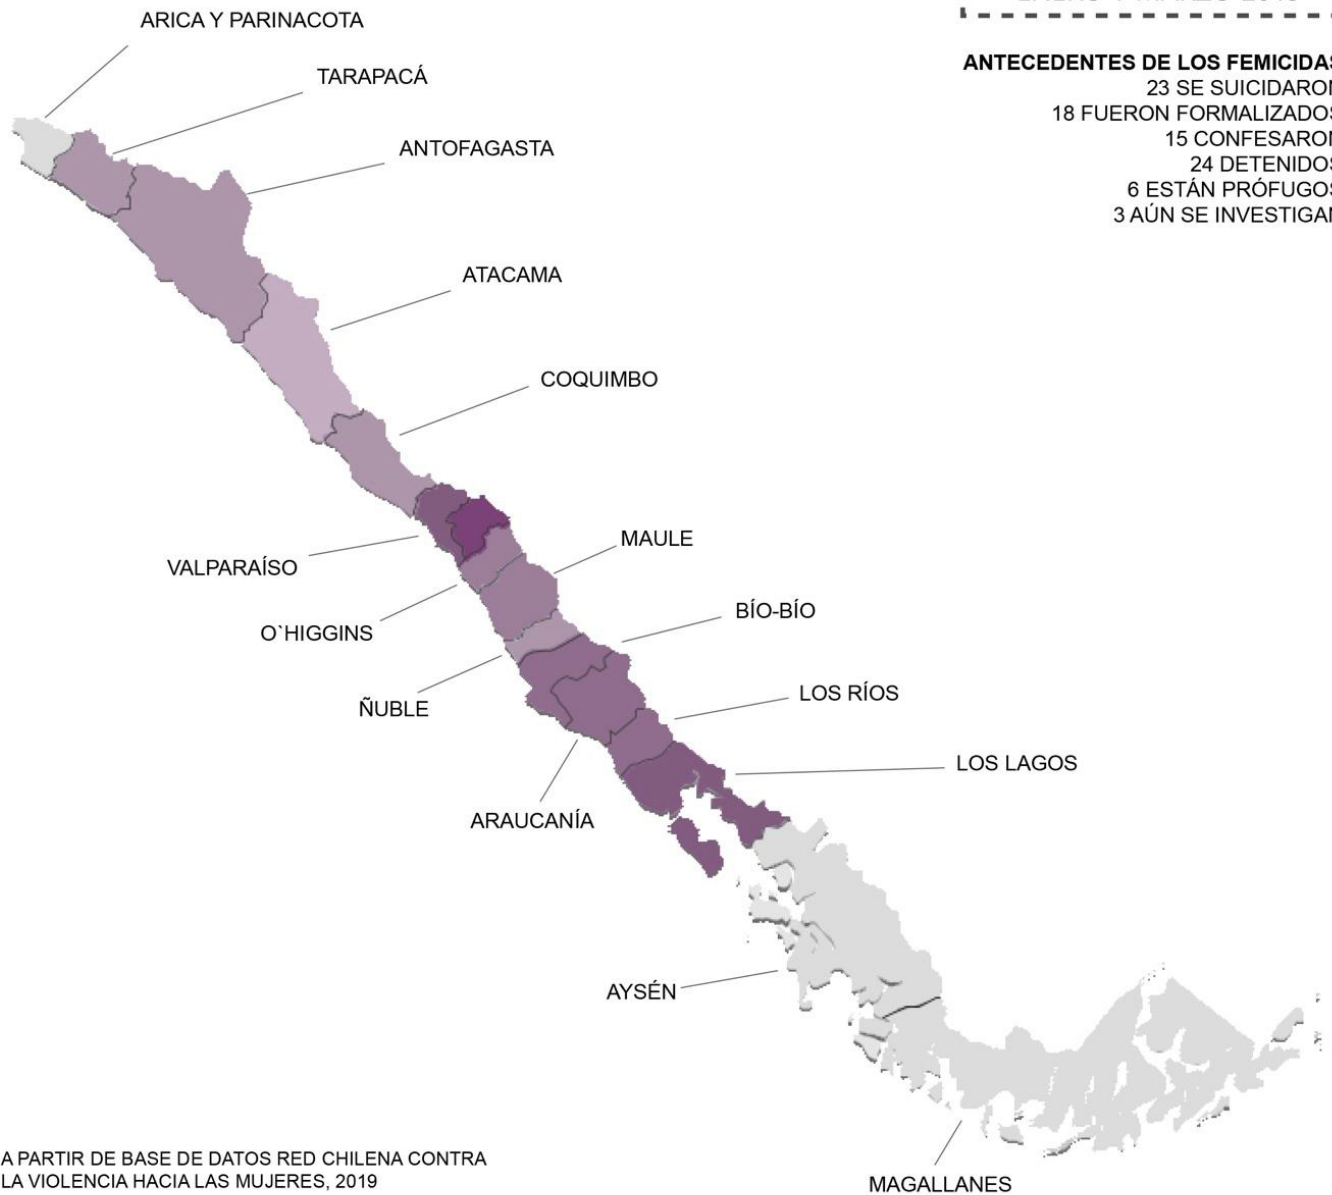 ARICA Y PARINACOTA
TARAPACÁ
ANTOFAGASTA
ATACAMA
COQUIMBO
VALPARAÍSO
MAULE
O`HIGGINS
BÍO-BÍO
ÑUBLE
LOS RÍOS
LOS LAGOS
ARAUCANÍA
AYSÉN
MAGALLANES
ANTECEDENTES DE LOS FEMICIDAS
23 SE SUICIDARON
18 FUERON FORMALIZADOS
15 CONFESARON
24 DETENIDOS
6 ESTÁN PRÓFUGOS
3 AÚN SE INVESTIGAN
A PARTIR DE BASE DE DATOS RED CHILENA CONTRA
LA VIOLENCIA HACIA LAS MUJERES, 2019